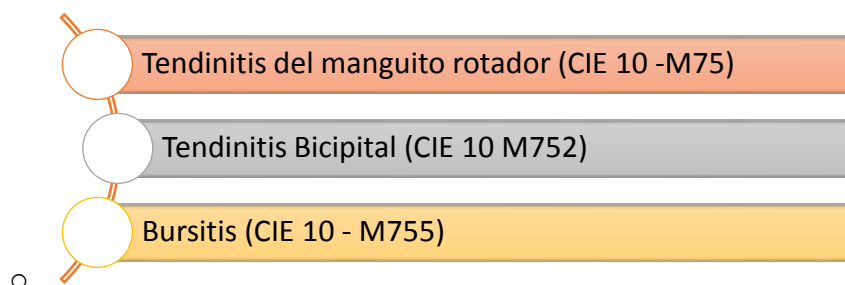 Tendinitis del manguito rotador (CIE 10 -M75)
Tendinitis Bicipital (CIE 10 M752)
Bursitis (CIE 10 - M755)